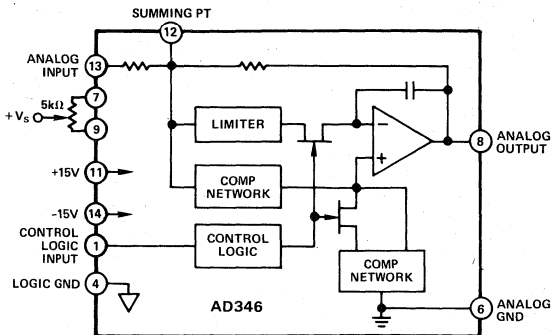 SUMMING PT
12
ANALOG
INPUT
13
7
5kΩ
+VS
9
LIMITER
−
+
8
ANALOG
OUTPUT
+15V
11
COMP
NETWORK
-15V
14
CONTROL
LOGIC
INPUT
1
CONTROL
LOGIC
COMP
NETWORK
LOGIC GND
4
AD346
6
ANALOG
GND